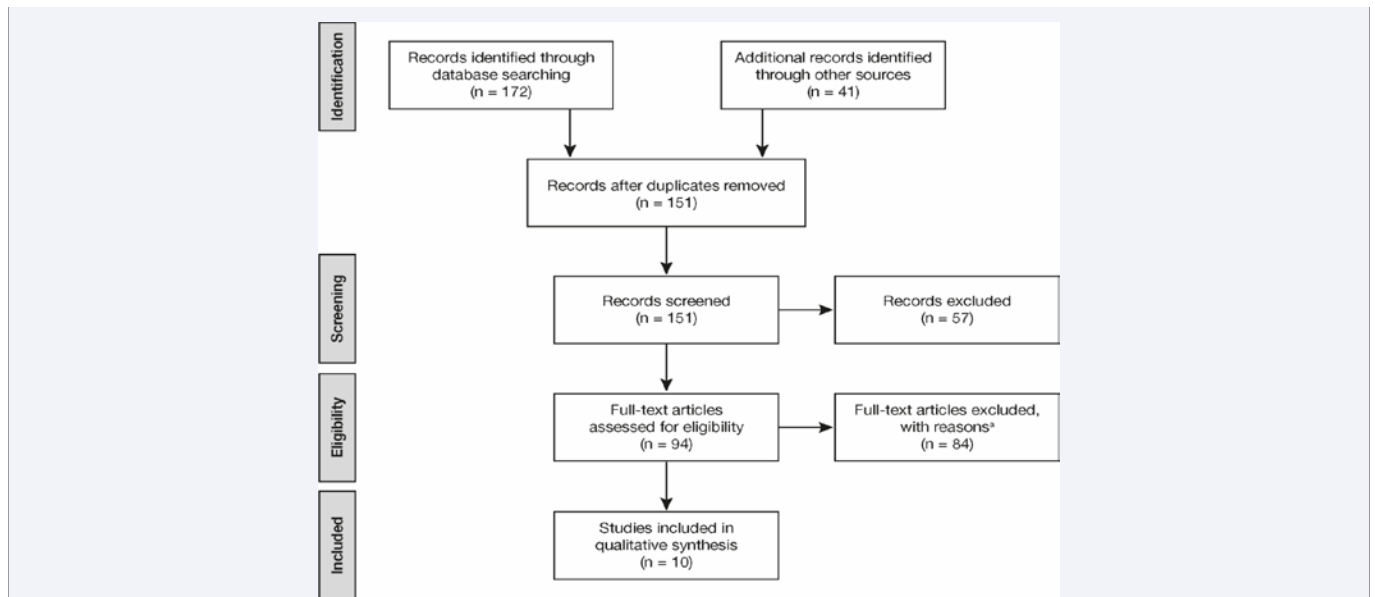 Identification
Records identified through
database searching
(n = 172)
Additional records identified
through other sources
(n = 41)
Records after duplicates removed
(n = 151)
Screening
Records screened
(n = 151)
Records excluded
(n = 57)
Eligibility
Full-text articles
assessed for eligibility
(n = 94)
Full-text articles excluded,
with reasonsª
(n = 84)
Included
Studies included in
qualitative synthesis
(n = 10)